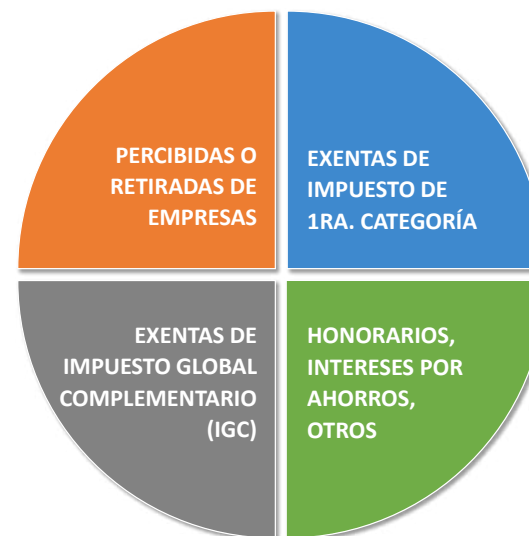 PERCIBIDAS O
RETIRADAS DE
EMPRESAS
EXENTAS DE
IMPUESTO DE
1RA. CATEGORÍA
EXENTAS DE
IMPUESTO GLOBAL
COMPLEMENTARIO
(IGC)
HONORARIOS,
INTERESES POR
AHORROS,
OTROS